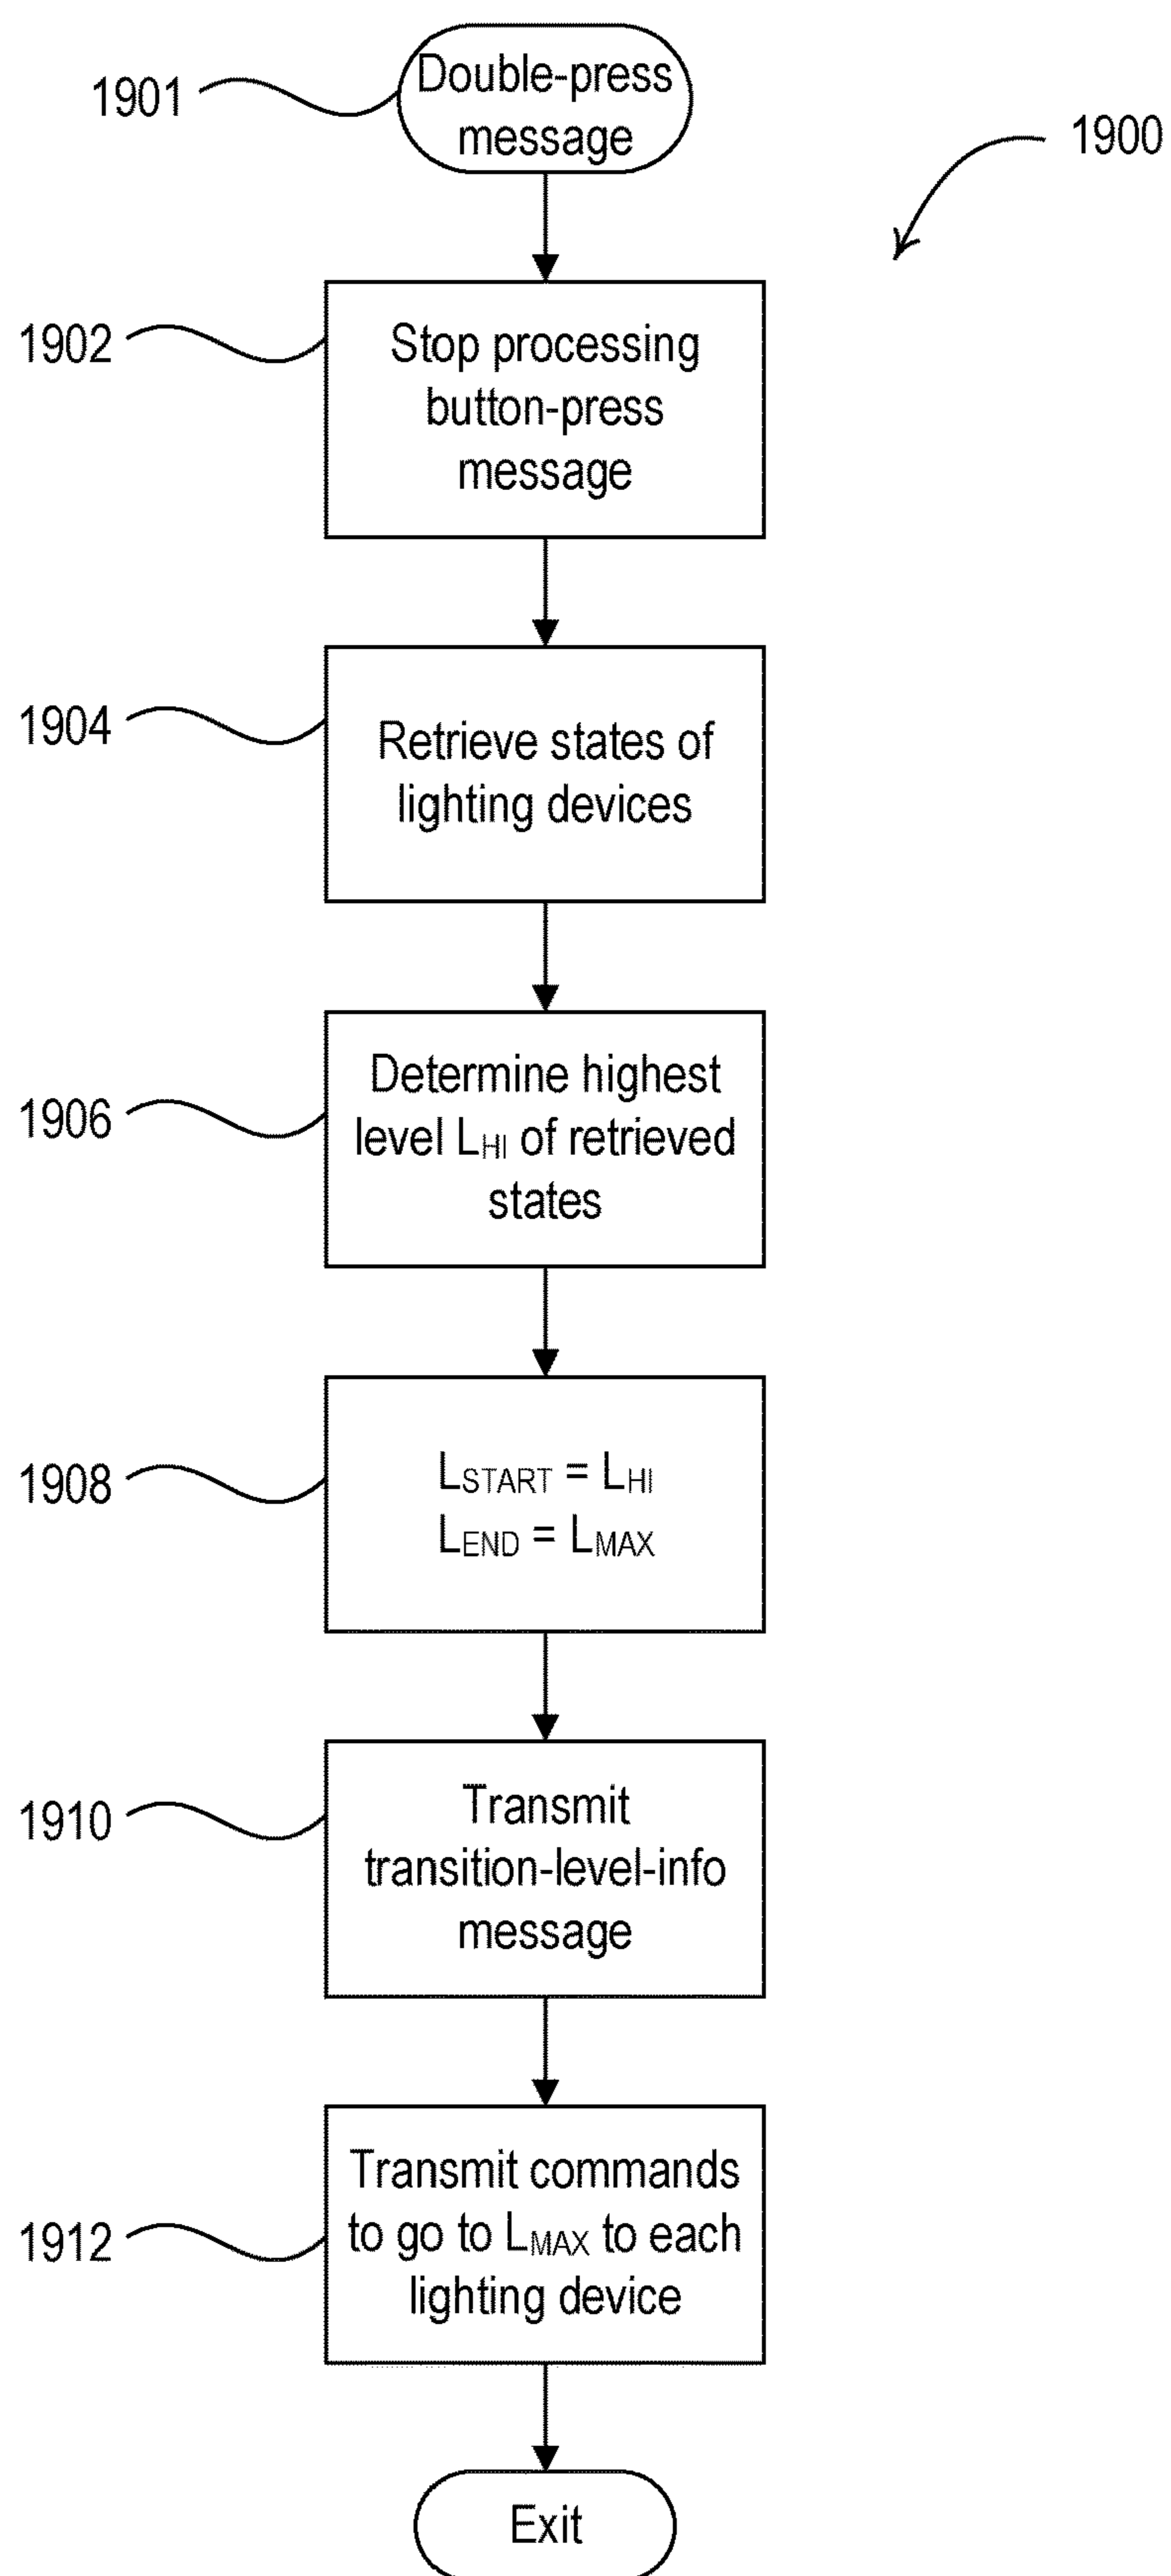 Double-press
message
1901
1900
1902
Stop processing
button-press
message
1904
Retrieve states of
lighting devices
1906
Determine highest
level LHI of retrieved
states
1908
LSTART = LHI
LEND = LMAX
1910
Transmit
transition-level-info
message
1912
Transmit commands
to go to LMAX to each
lighting device
Exit